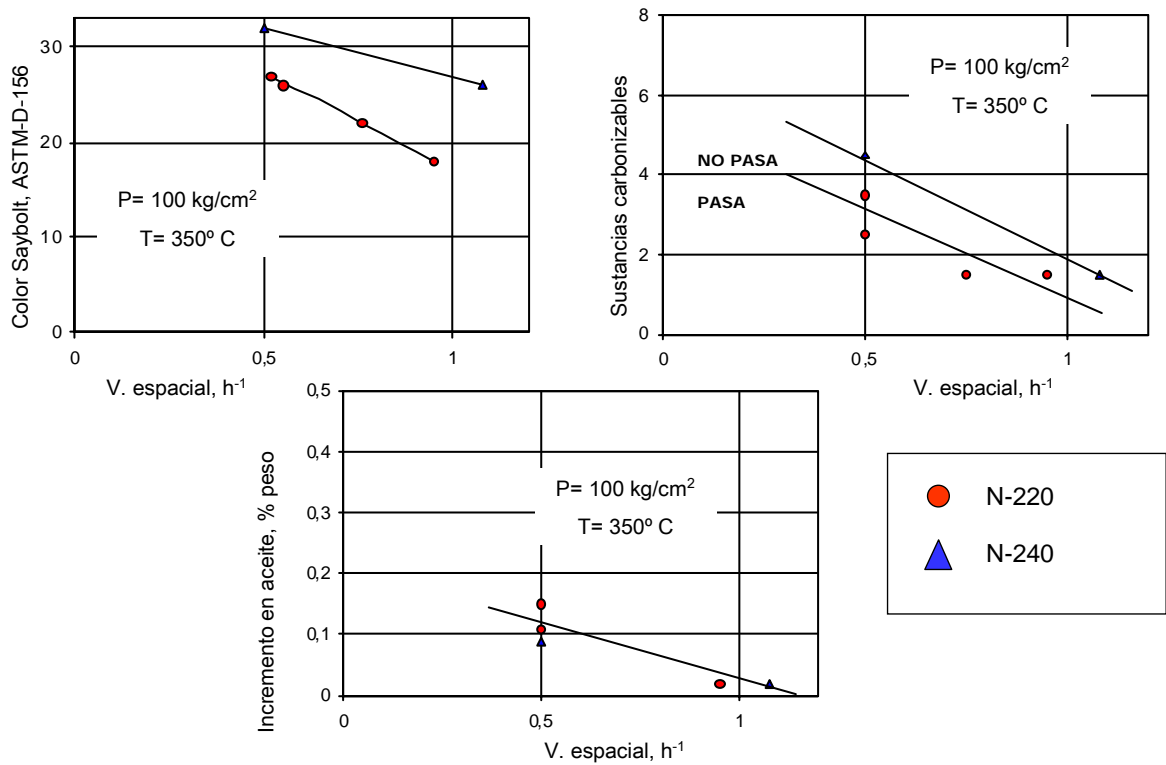 Color Saybolt, ASTM-D-156
30
20
10
0
P= 100 kg/cm²
T= 350º C
0
0,5
1
V. espacial, h⁻¹
Sustancias carbonizables
8
6
4
2
0
P= 100 kg/cm²
T= 350º C
NO PASA
PASA
0
0,5
1
V. espacial, h⁻¹
Incremento en aceite, % peso
0,5
0,4
0,3
0,2
0,1
0
P= 100 kg/cm²
T= 350º C
0
0,5
1
V. espacial, h⁻¹
N-220
N-240